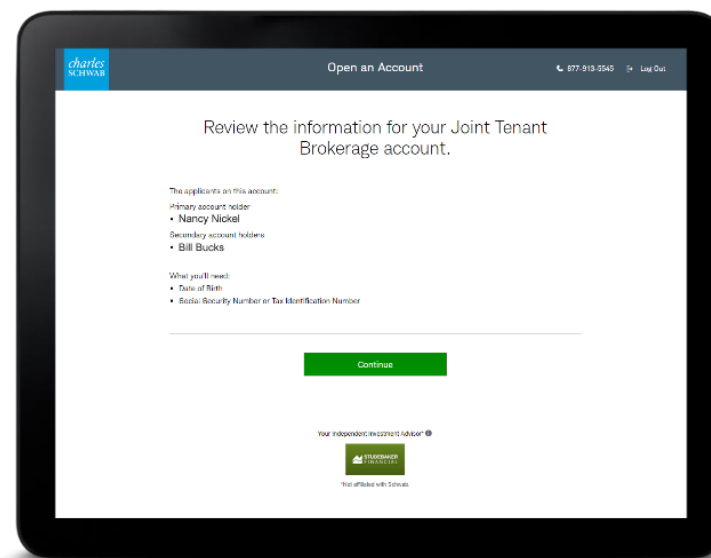 charles
SCHWAB
Open an Account
877-913-5545
Log Out
Review the information for your Joint Tenant
Brokerage account.
The applicants on this account:
Primary account holder
• Nancy Nickel
Secondary account holders
• Bill Bucks
What you'll need:
• Date of Birth
• Social Security Number or Tax Identification Number
Continue
Your Independent Investment Advisor*
STUDEBAKER
FINANCIAL
*Not affiliated with Schwab.